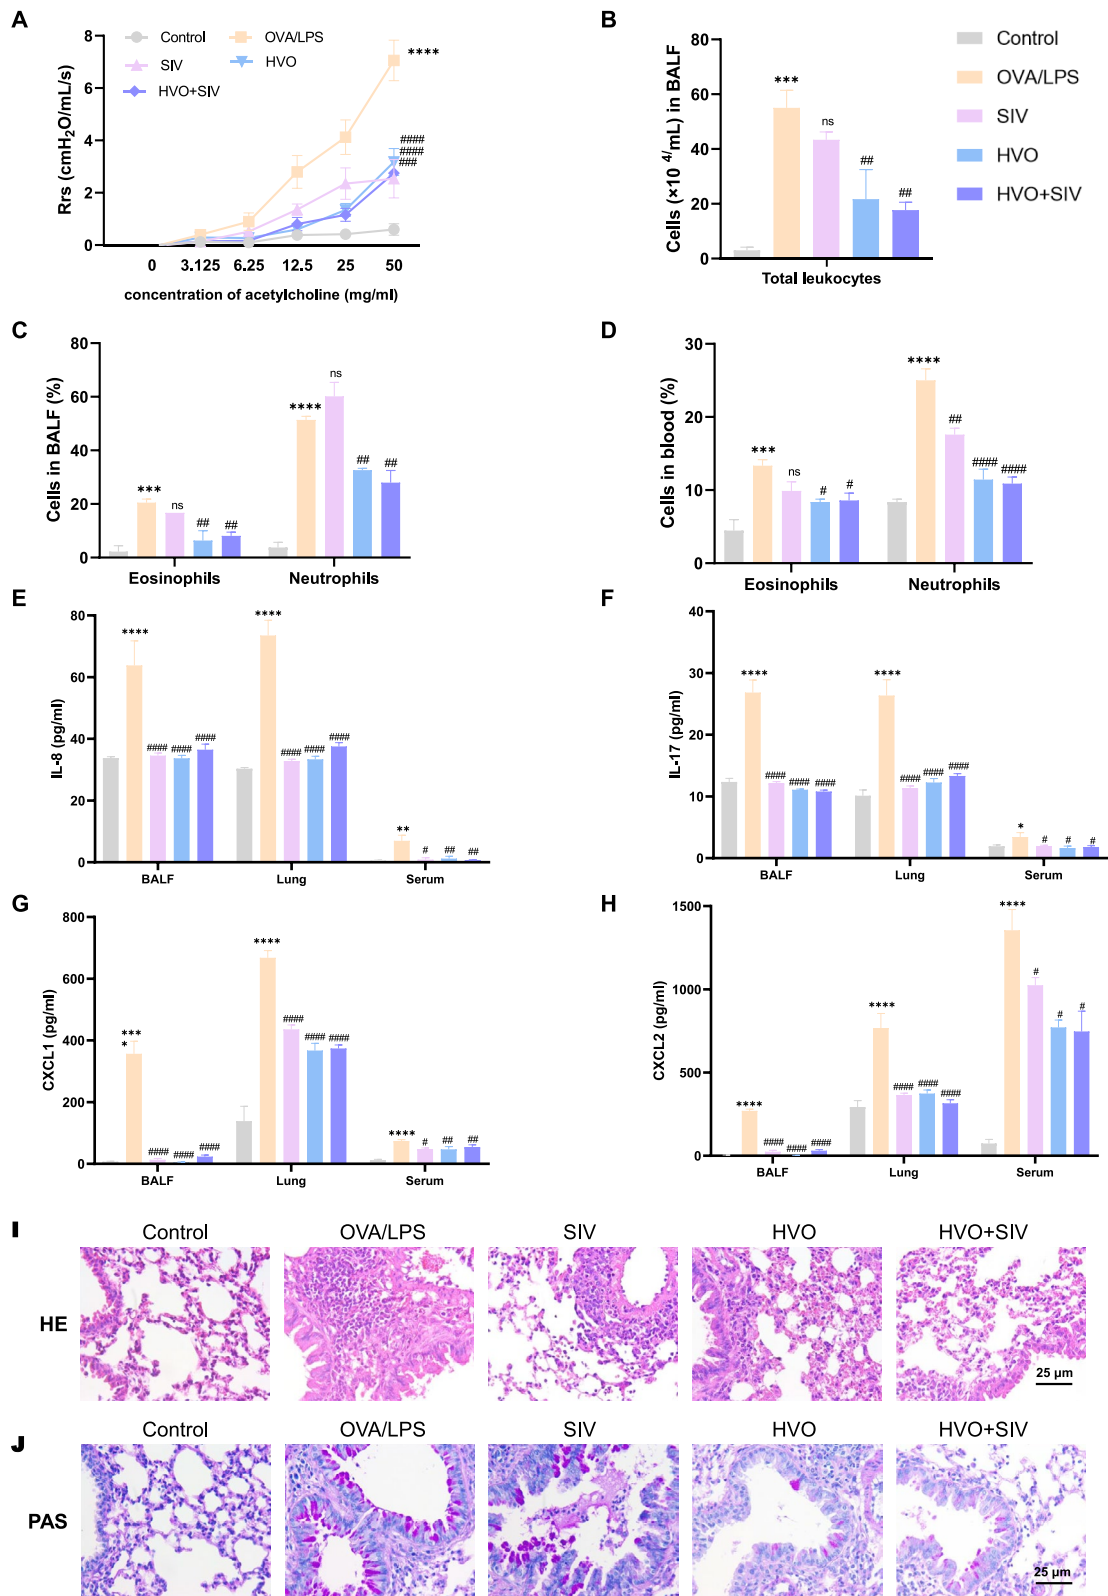 A
Control
OVA/LPS
SIV
HVO
HVO+SIV
****
####
####
###
Rrs (cmH₂O/mL/s)
8
6
4
2
0
0 3.125 6.25 12.5 25 50
concentration of acetylcholine (mg/ml)
B
Cells (×10⁴/mL) in BALF
80
60
40
20
0
***
ns
##
##
Total leukocytes
Control
OVA/LPS
SIV
HVO
HVO+SIV
C
Cells in BALF (%)
80
60
40
20
0
*** ns ## ##
**** ns ## ##
Eosinophils Neutrophils
D
Cells in blood (%)
30
20
10
0
*** ns # #
**** ## #### ####
Eosinophils Neutrophils
E
IL-8 (pg/ml)
80
60
40
20
0
**** #### #### ####
**** #### #### ####
** # ## ##
BALF Lung Serum
F
IL-17 (pg/ml)
40
30
20
10
0
**** #### #### ####
**** #### #### ####
* # # #
BALF Lung Serum
G
CXCL1 (pg/ml)
800
600
400
200
0
***
*
#### #### ####
**** #### #### ####
**** # ## ##
BALF Lung Serum
H
CXCL2 (pg/ml)
1500
1000
500
0
**** #### #### ####
**** #### #### ####
**** # # #
BALF Lung Serum
I
Control OVA/LPS SIV HVO HVO+SIV
HE
25 μm
J
Control OVA/LPS SIV HVO HVO+SIV
PAS
25 μm